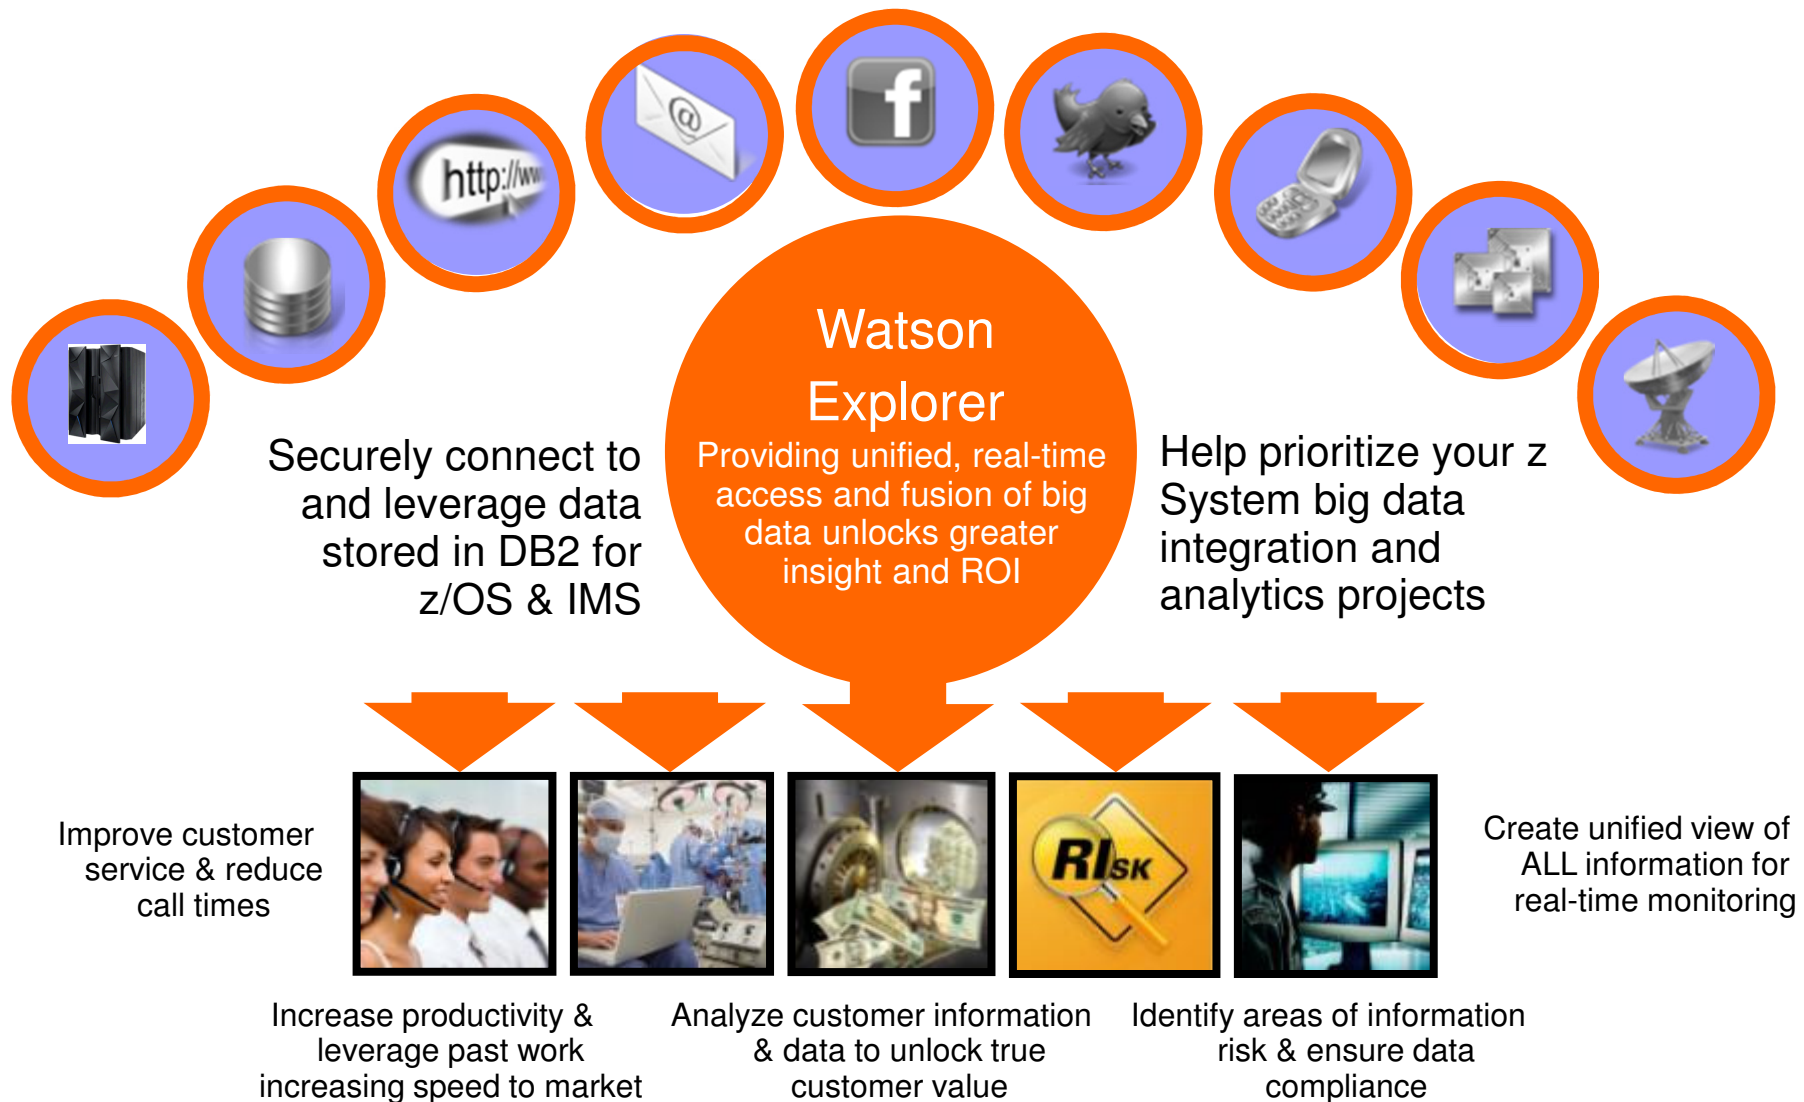 http://ww
@
f
Watson
Explorer
Providing unified, real-time
access and fusion of big
data unlocks greater
insight and ROI
Securely connect to
and leverage data
stored in DB2 for
z/OS & IMS
Help prioritize your z
System big data
integration and
analytics projects
Improve customer
service & reduce
call times
RISK
Create unified view of
ALL information for
real-time monitoring
Increase productivity &
leverage past work
increasing speed to market
Analyze customer information
& data to unlock true
customer value
Identify areas of information
risk & ensure data
compliance